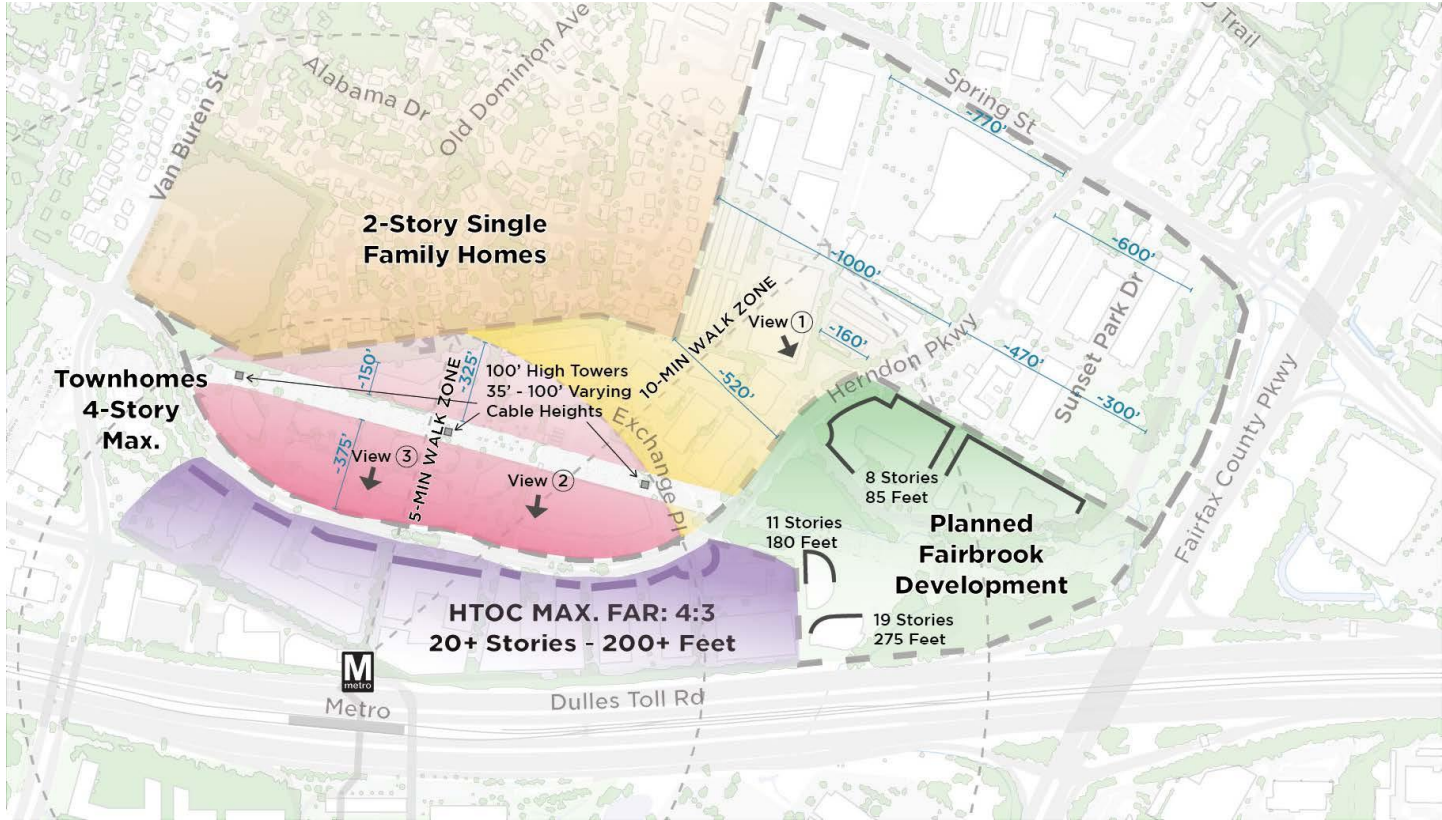 Van Buren St
Alabama Dr
Old Dominion Ave
Trail
Spring St
~770'
2-Story Single
Family Homes
~1000'
~600'
10-MIN WALK ZONE
View 1
~160'
Herndon Pkwy
~470'
~300'
Sunset Park Dr
Fairfax County Pkwy
Townhomes
4-Story
Max.
~150'
~325'
100' High Towers
35' - 100' Varying
Cable Heights
~520'
Exchange Pl
~375'
View 3
5-MIN WALK ZONE
View 2
8 Stories
85 Feet
11 Stories
180 Feet
Planned
Fairbrook
Development
19 Stories
275 Feet
HTOC MAX. FAR: 4:3
20+ Stories - 200+ Feet
M
metro
Metro
Dulles Toll Rd